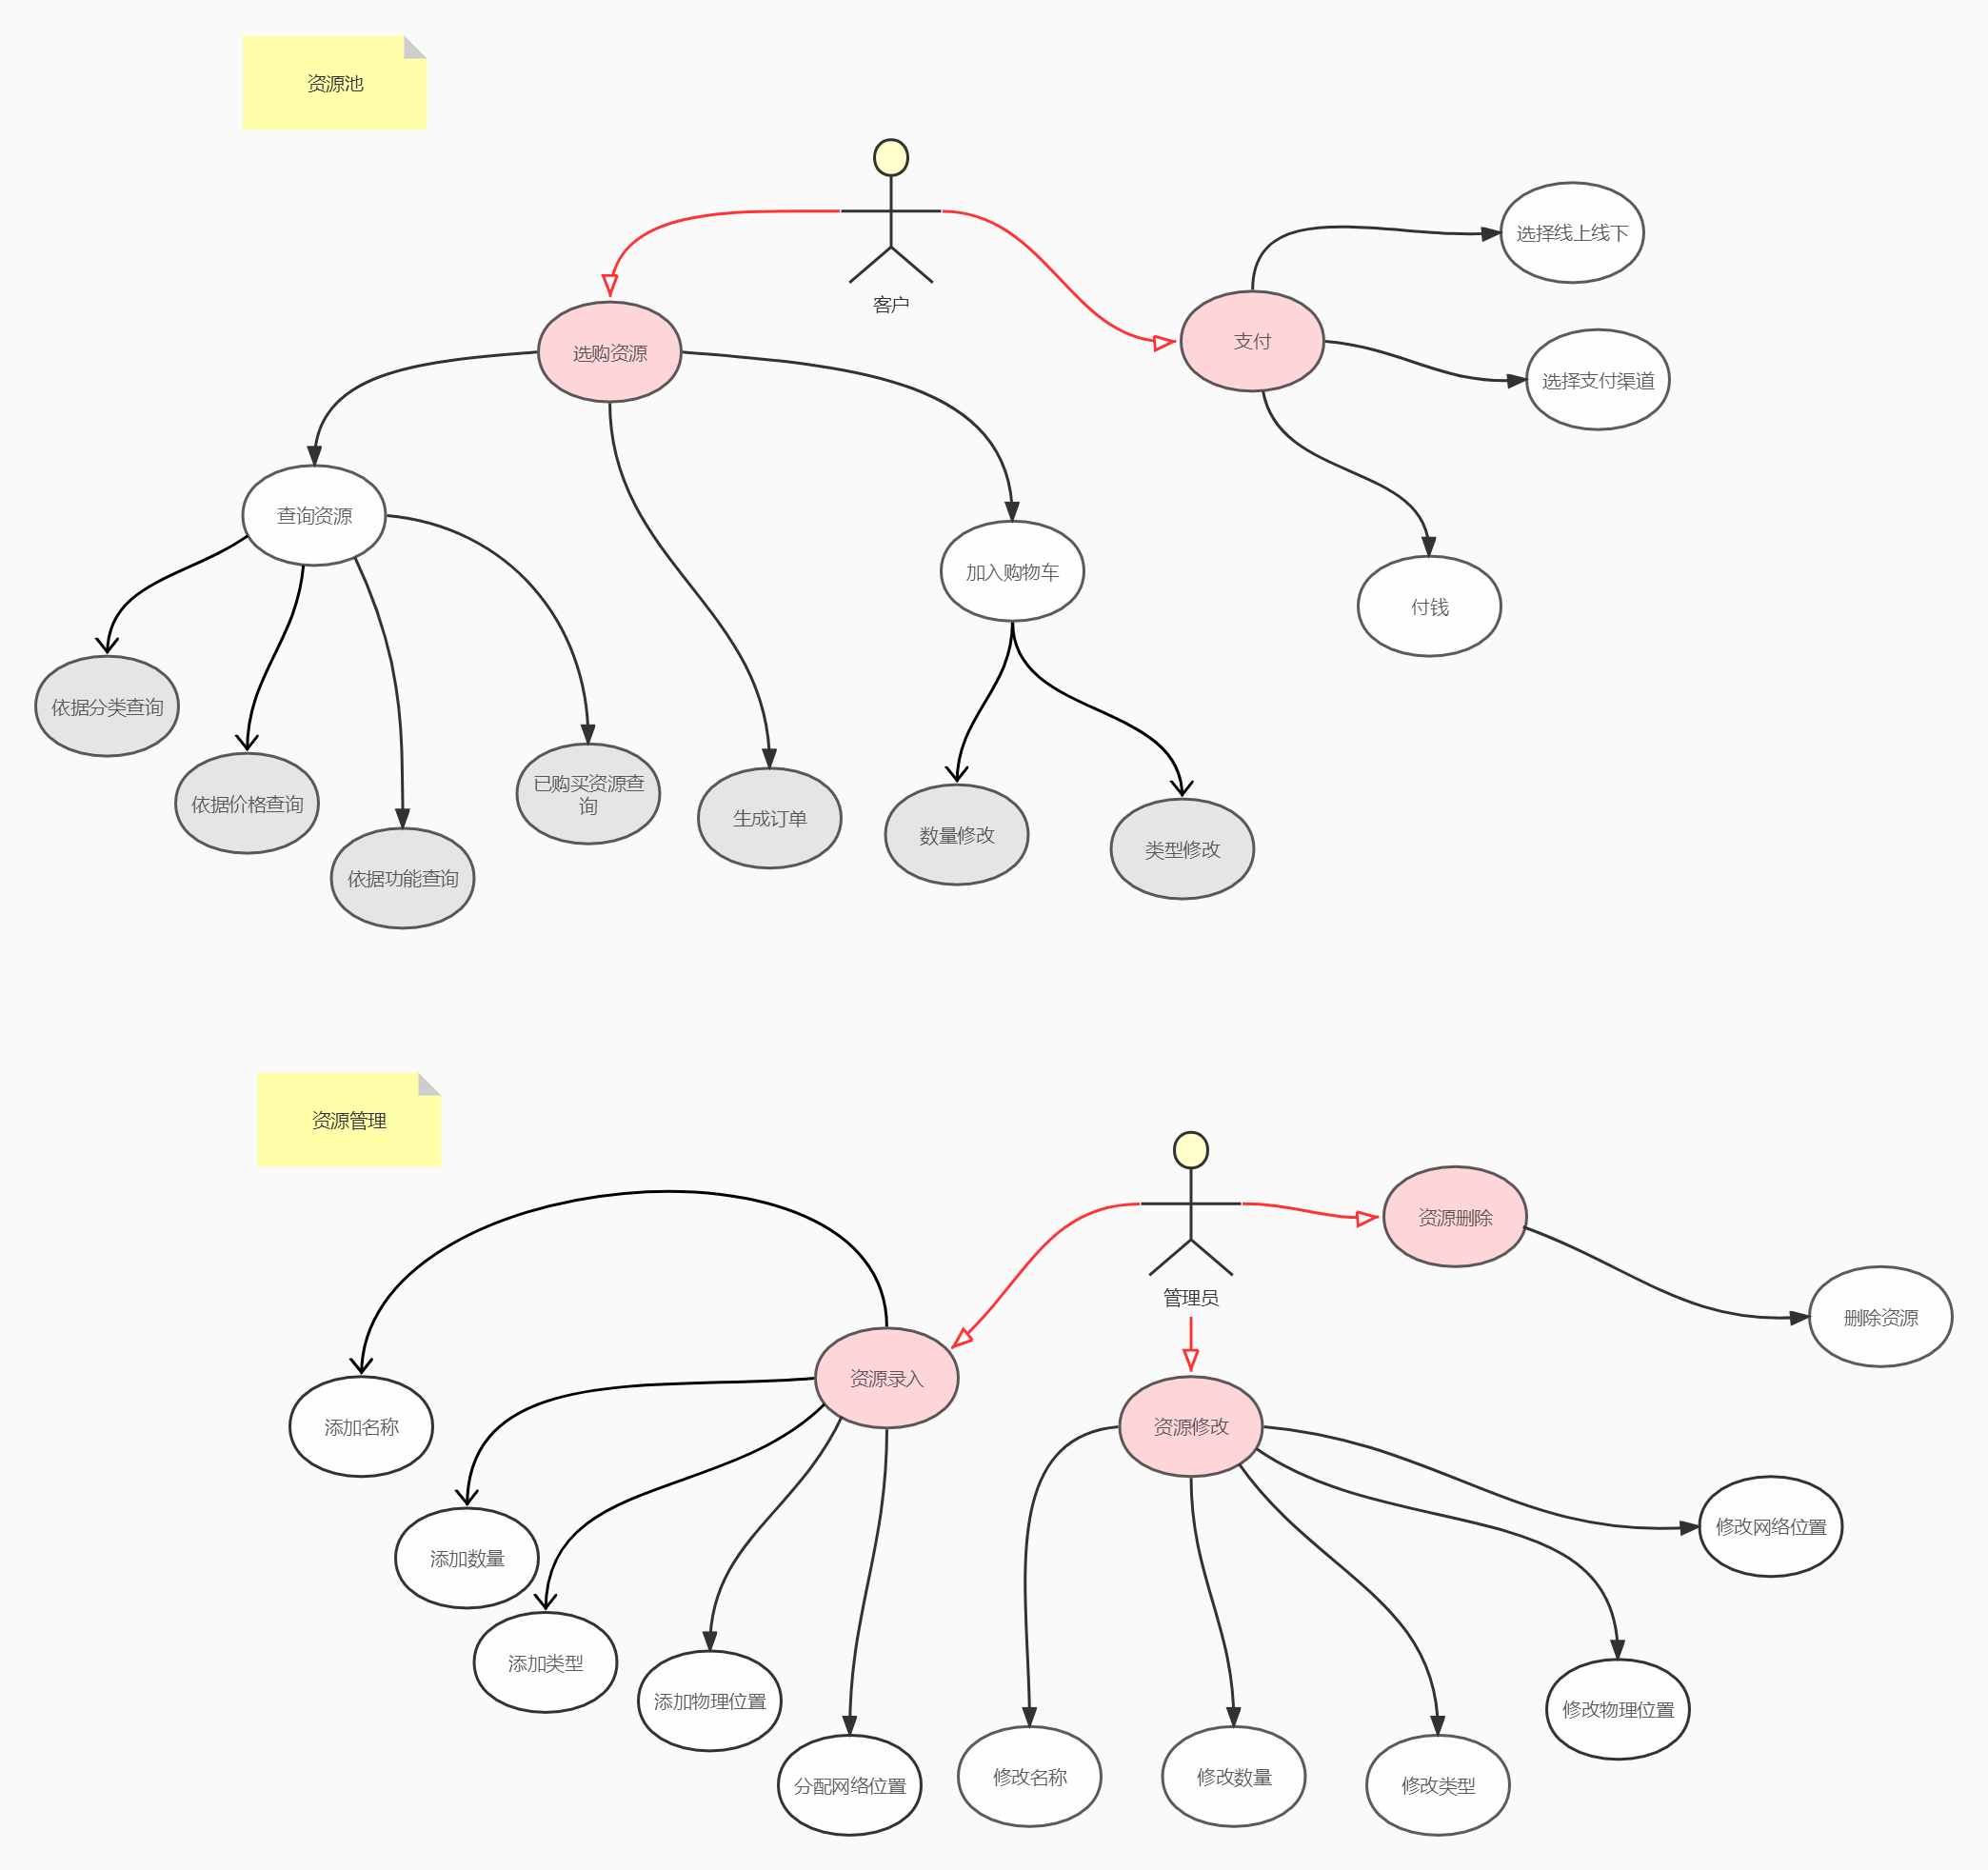 资源池
客户
选择线上线下
支付
选购资源
选择支付渠道
查询资源
加入购物车
付钱
依据分类查询
已购买资源查
询
依据价格查询
生成订单
数量修改
类型修改
依据功能查询
资源管理
资源删除
管理员
删除资源
资源录入
添加名称
资源修改
修改网络位置
添加数量
添加类型
添加物理位置
修改物理位置
分配网络位置
修改名称
修改数量
修改类型